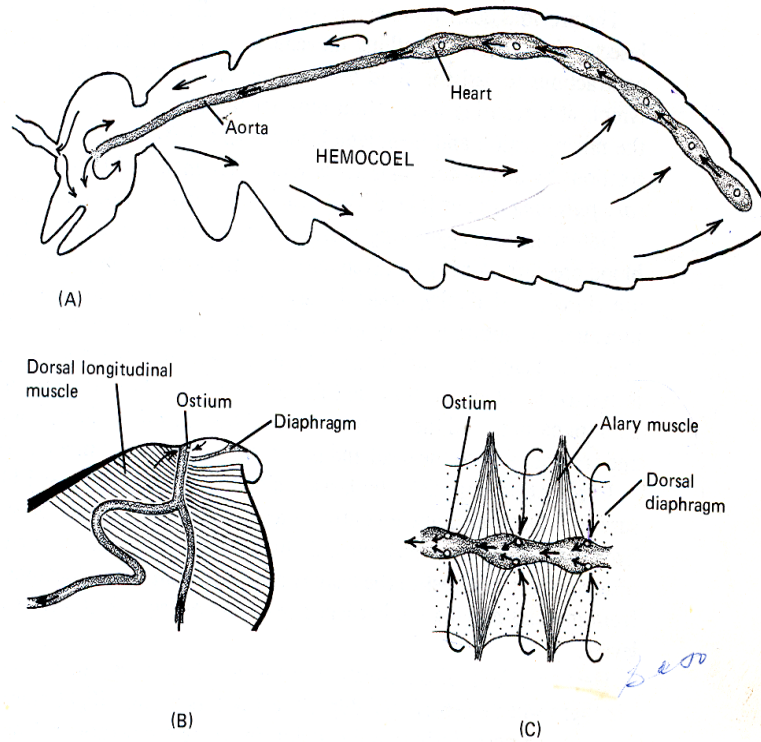 Heart
Aorta
HEMOCOEL
(A)
Dorsal longitudinal
muscle
Ostium
Diaphragm
(B)
Ostium
Alary muscle
Dorsal
diaphragm
(C)